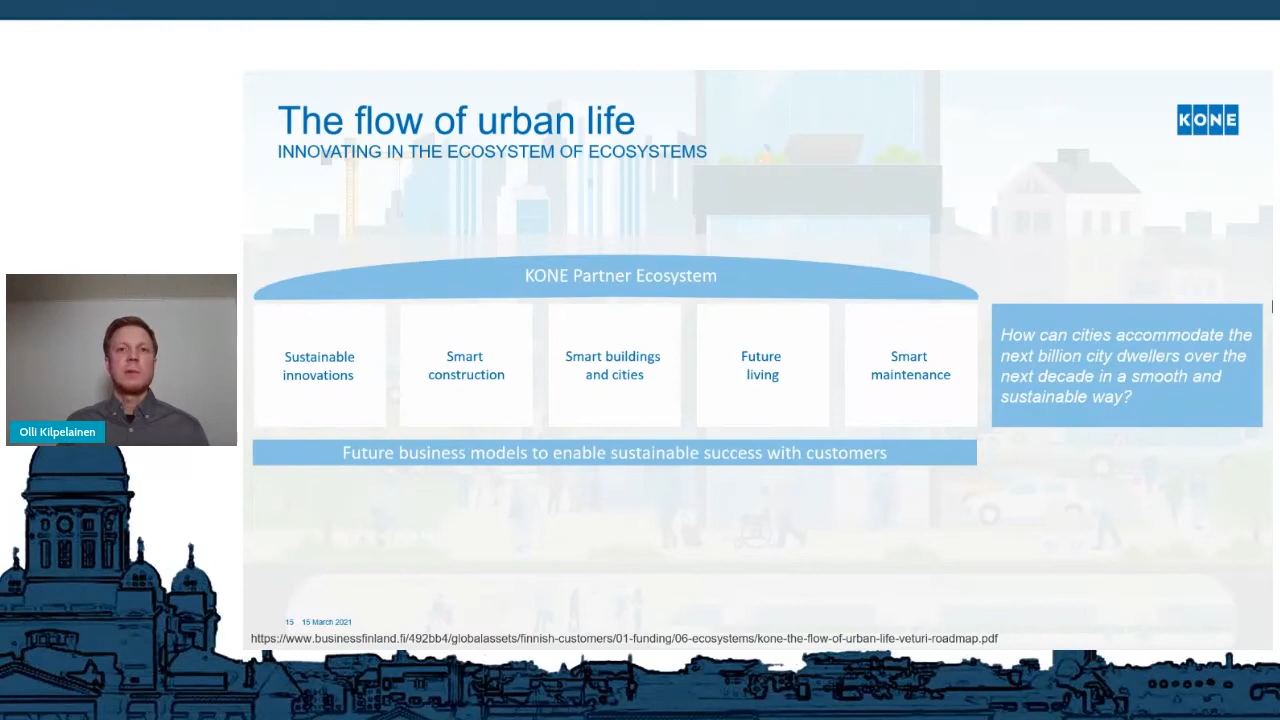 The flow of urban life
INNOVATING IN THE ECOSYSTEM OF ECOSYSTEMS
KONE
KONE Partner Ecosystem
Sustainable
innovations
Smart
construction
Smart buildings
and cities
Future
living
Smart
maintenance
How can cities accommodate the
next billion city dwellers over the
next decade in a smooth and
sustainable way?
Olli Kilpelainen
Future business models to enable sustainable success with customers
15 15 March 2021
https://www.businessfinland.fi/492bb4/globalassets/finnish-customers/01-funding/06-ecosystems/kone-the-flow-of-urban-life-veturi-roadmap.pdf